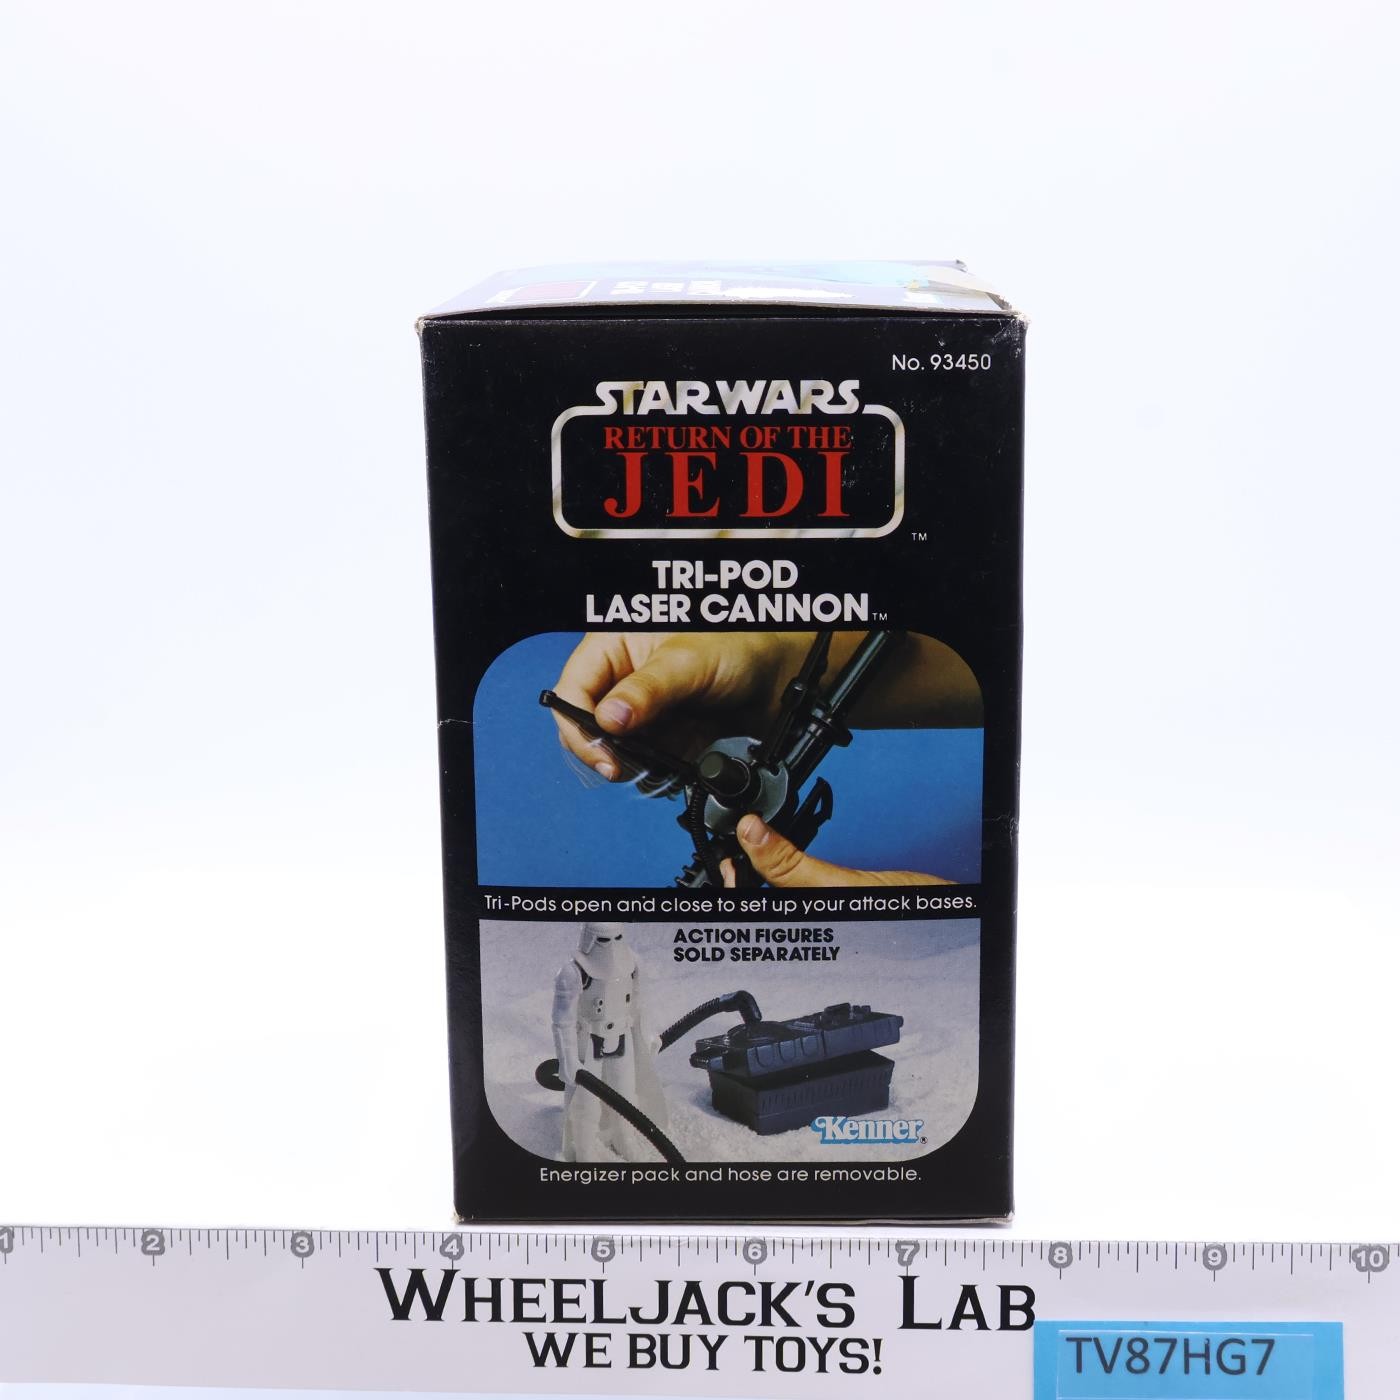 No. 93450
STAR WARS
RETURN OF THE
JEDI
TM
TRI-POD
LASER CANNON TM
Tri-Pods open and close to set up your attack bases.
ACTION FIGURES
SOLD SEPARATELY
Kenner®
Energizer pack and hose are removable.
1 2 3 4 5 6 7 8 9 10
WHEELJACK'S LAB
WE BUY TOYS!
TV87HG7